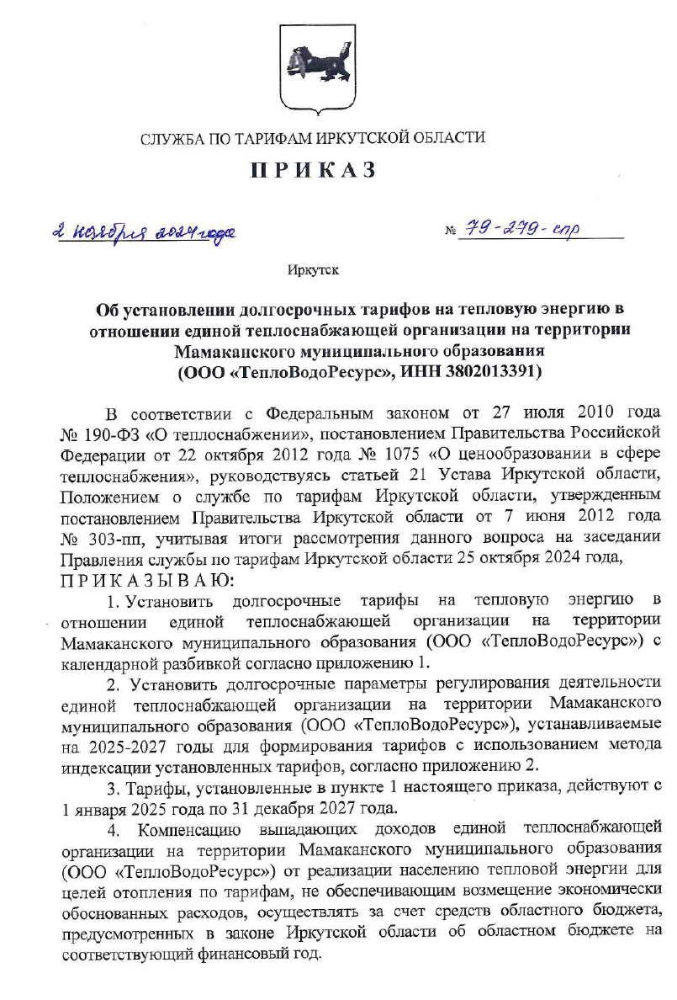 СЛУЖБА ПО ТАРИФАМ ИРКУТСКОЙ ОБЛАСТИ
П Р И К А З
2 ноября 2024 года
№ 79-279-спр
Иркутск
Об установлении долгосрочных тарифов на тепловую энергию в
отношении единой теплоснабжающей организации на территории
Мамаканского муниципального образования
(ООО «ТеплоВодоРесурс», ИНН 3802013391)
В соответствии с Федеральным законом от 27 июля 2010 года
№ 190-ФЗ «О теплоснабжении», постановлением Правительства Российской
Федерации от 22 октября 2012 года № 1075 «О ценообразовании в сфере
теплоснабжения», руководствуясь статьей 21 Устава Иркутской области,
Положением о службе по тарифам Иркутской области, утвержденным
постановлением Правительства Иркутской области от 7 июня 2012 года
№ 303-пп, учитывая итоги рассмотрения данного вопроса на заседании
Правления службы по тарифам Иркутской области 25 октября 2024 года,
П Р И К А З Ы В А Ю:
1. Установить долгосрочные тарифы на тепловую энергию в
отношении единой теплоснабжающей организации на территории
Мамаканского муниципального образования (ООО «ТеплоВодоРесурс») с
календарной разбивкой согласно приложению 1.
2. Установить долгосрочные параметры регулирования деятельности
единой теплоснабжающей организации на территории Мамаканского
муниципального образования (ООО «ТеплоВодоРесурс»), устанавливаемые
на 2025-2027 годы для формирования тарифов с использованием метода
индексации установленных тарифов, согласно приложению 2.
3. Тарифы, установленные в пункте 1 настоящего приказа, действуют с
1 января 2025 года по 31 декабря 2027 года.
4. Компенсацию выпадающих доходов единой теплоснабжающей
организации на территории Мамаканского муниципального образования
(ООО «ТеплоВодоРесурс») от реализации населению тепловой энергии для
целей отопления по тарифам, не обеспечивающим возмещение экономически
обоснованных расходов, осуществлять за счет средств областного бюджета,
предусмотренных в законе Иркутской области об областном бюджете на
соответствующий финансовый год.